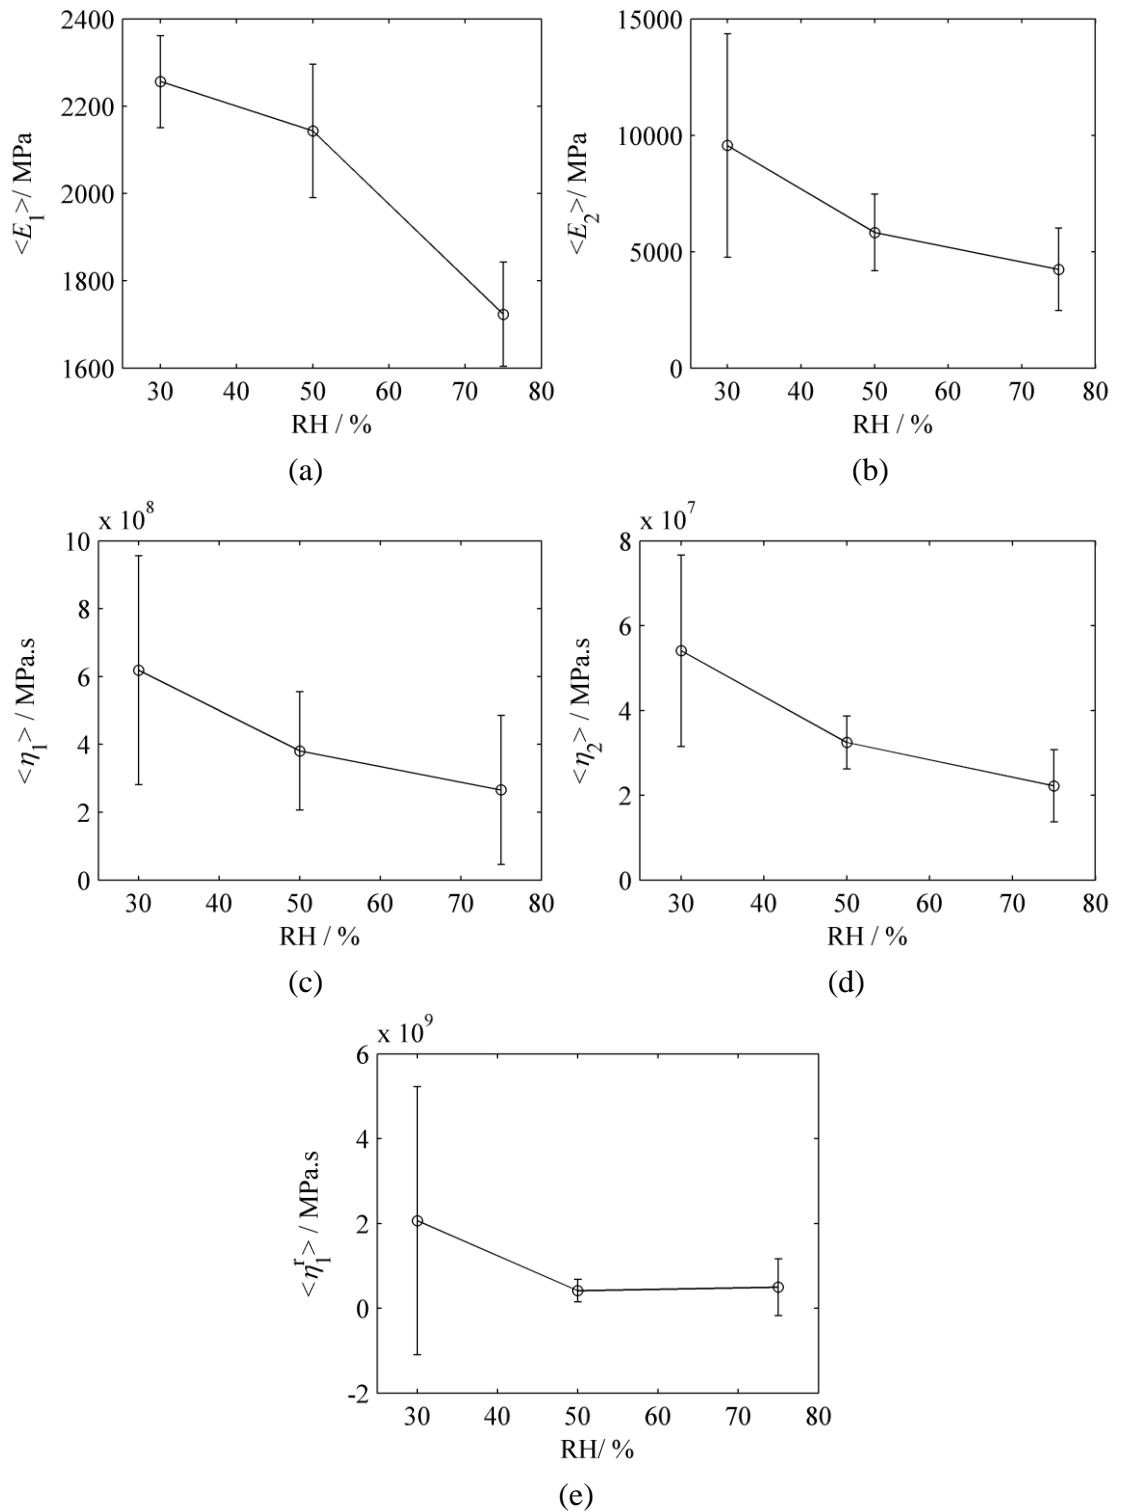 2400
2200
2000
1800
1600
<E1> / MPa
30 40 50 60 70 80
RH / %
(a)
15000
10000
5000
0
<E2> / MPa
30 40 50 60 70 80
RH / %
(b)
x 10^8
10
8
6
4
2
0
<η1> / MPa.s
30 40 50 60 70 80
RH / %
(c)
x 10^7
8
6
4
2
0
<η2> / MPa.s
30 40 50 60 70 80
RH / %
(d)
x 10^9
6
4
2
0
-2
<η1^r> / MPa.s
30 40 50 60 70 80
RH/ %
(e)